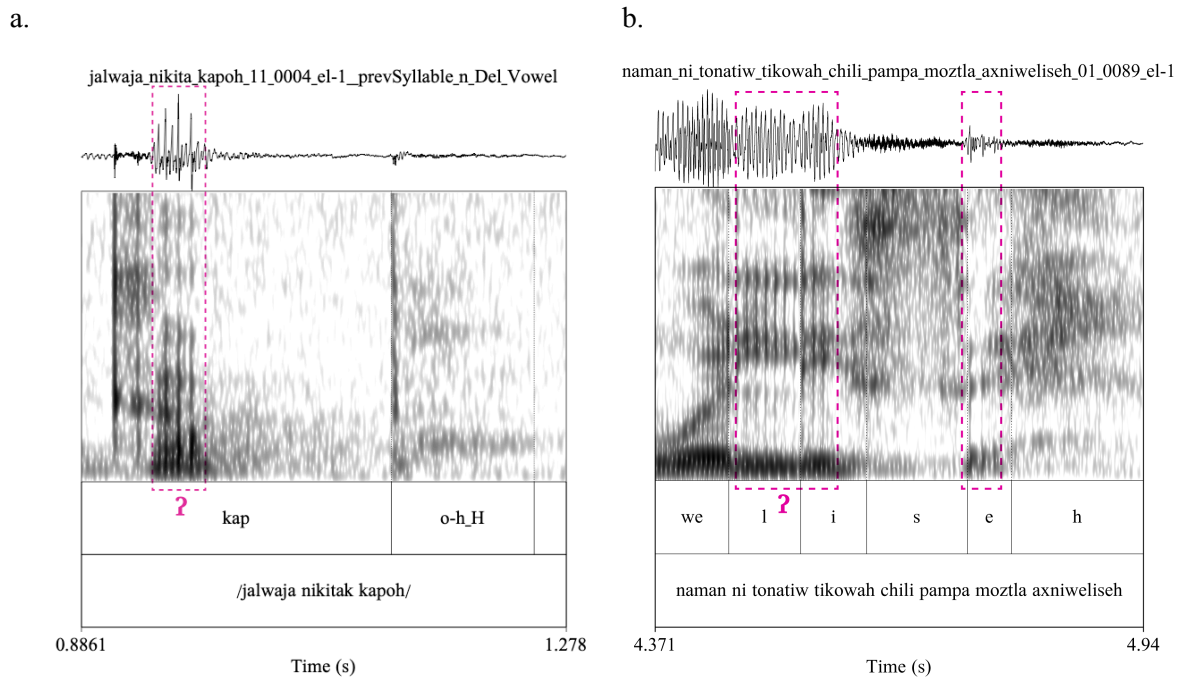 a.
jalwaja_nikita_kapoh_11_0004_el-1__prevSyllable_n_Del_Vowel
ʔ
kap
o-h_H
/jalwaja nikitak kapoh/
0.8861
1.278
Time (s)
b.
naman_ni_tonatiw_tikowah_chili_pampa_moztla_axniweliseh_01_0089_el-1
ʔ
we
l
i
s
e
h
naman ni tonatiw tikowah chili pampa moztla axniweliseh
4.371
4.94
Time (s)